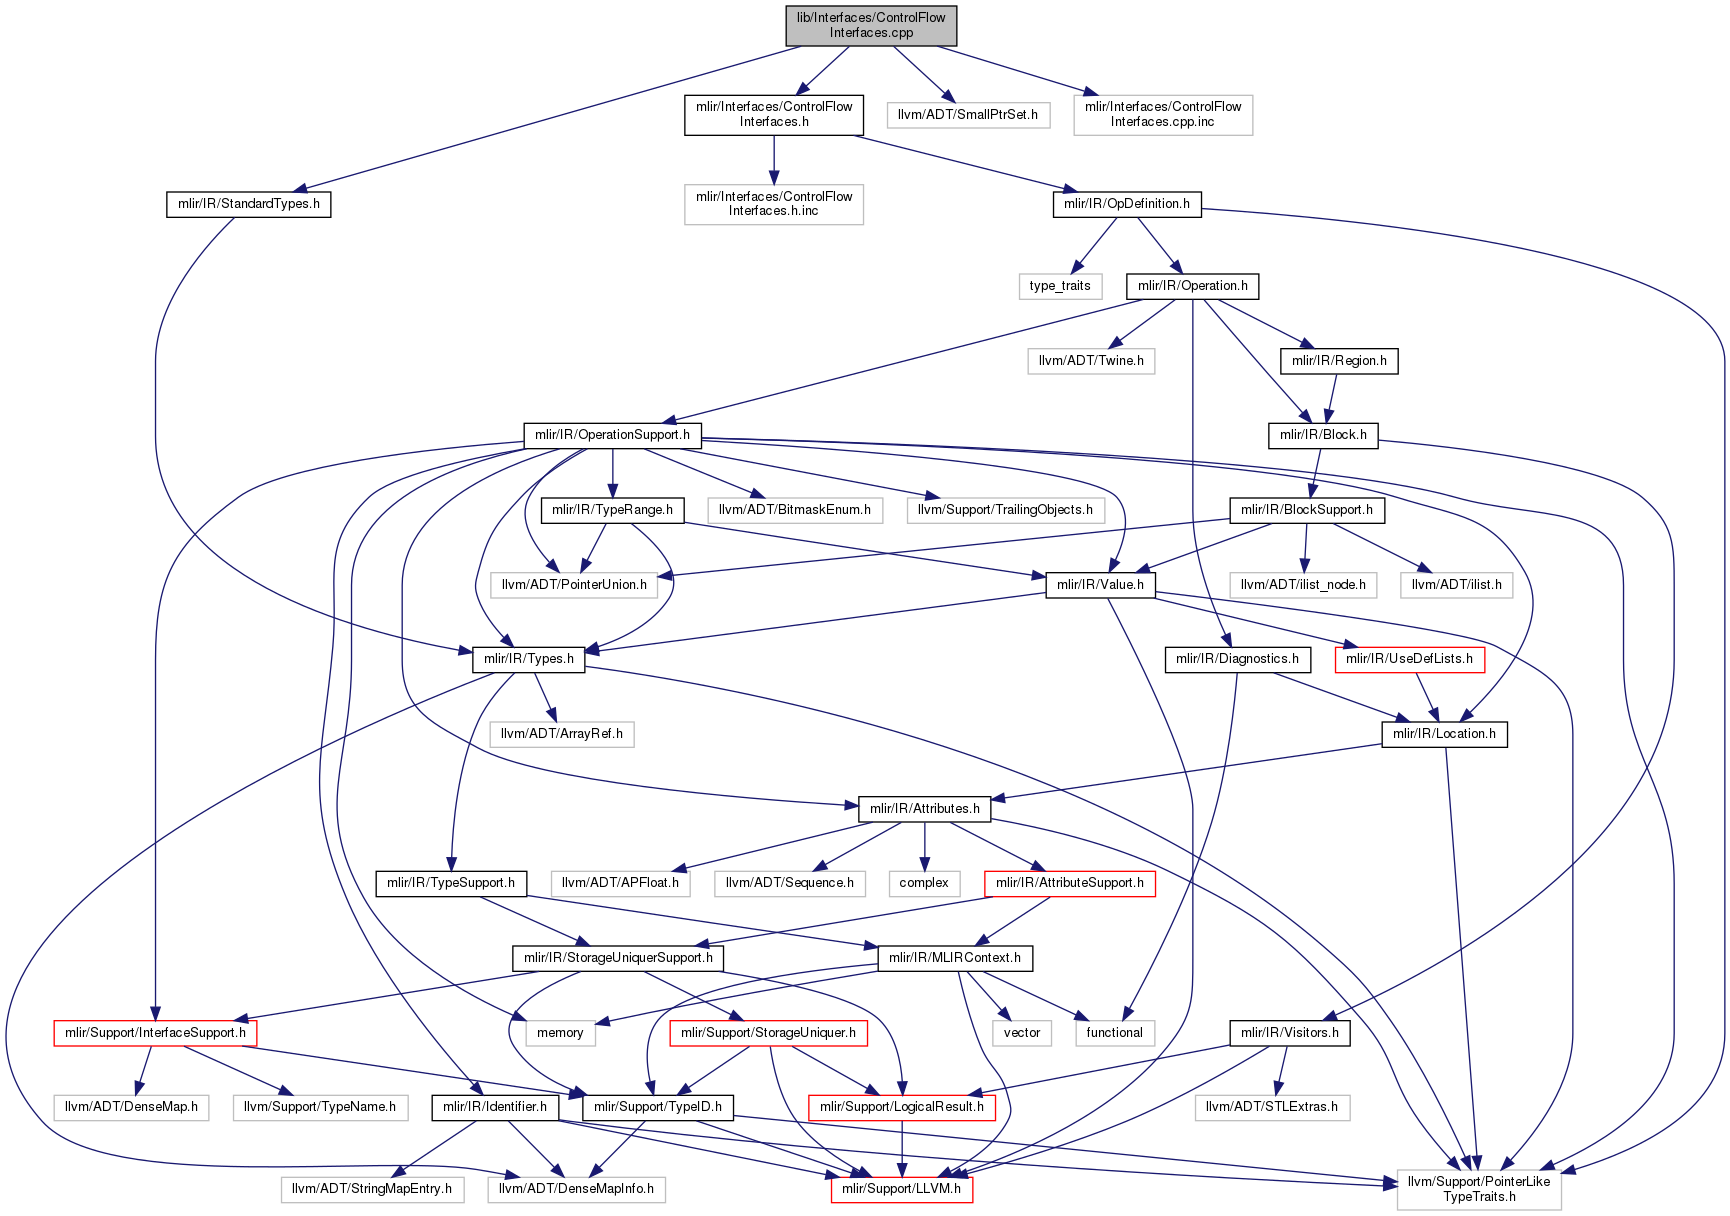 lib/Interfaces/ControlFlow
Interfaces.cpp
mlir/Interfaces/ControlFlow
Interfaces.h
llvm/ADT/SmallPtrSet.h
mlir/Interfaces/ControlFlow
Interfaces.cpp.inc
mlir/IR/StandardTypes.h
mlir/Interfaces/ControlFlow
Interfaces.h.inc
mlir/IR/OpDefinition.h
type_traits
mlir/IR/Operation.h
llvm/ADT/Twine.h
mlir/IR/Region.h
mlir/IR/OperationSupport.h
mlir/IR/Block.h
mlir/IR/TypeRange.h
llvm/ADT/BitmaskEnum.h
llvm/Support/TrailingObjects.h
mlir/IR/BlockSupport.h
llvm/ADT/PointerUnion.h
mlir/IR/Value.h
llvm/ADT/ilist_node.h
llvm/ADT/ilist.h
mlir/IR/Types.h
mlir/IR/Diagnostics.h
mlir/IR/UseDefLists.h
llvm/ADT/ArrayRef.h
mlir/IR/Location.h
mlir/IR/Attributes.h
mlir/IR/TypeSupport.h
llvm/ADT/APFloat.h
llvm/ADT/Sequence.h
complex
mlir/IR/AttributeSupport.h
mlir/IR/StorageUniquerSupport.h
mlir/IR/MLIRContext.h
mlir/Support/InterfaceSupport.h
memory
mlir/Support/StorageUniquer.h
vector
functional
mlir/IR/Visitors.h
llvm/ADT/DenseMap.h
llvm/Support/TypeName.h
mlir/IR/Identifier.h
mlir/Support/TypeID.h
mlir/Support/LogicalResult.h
llvm/ADT/STLExtras.h
llvm/ADT/StringMapEntry.h
llvm/ADT/DenseMapInfo.h
mlir/Support/LLVM.h
llvm/Support/PointerLike
TypeTraits.h